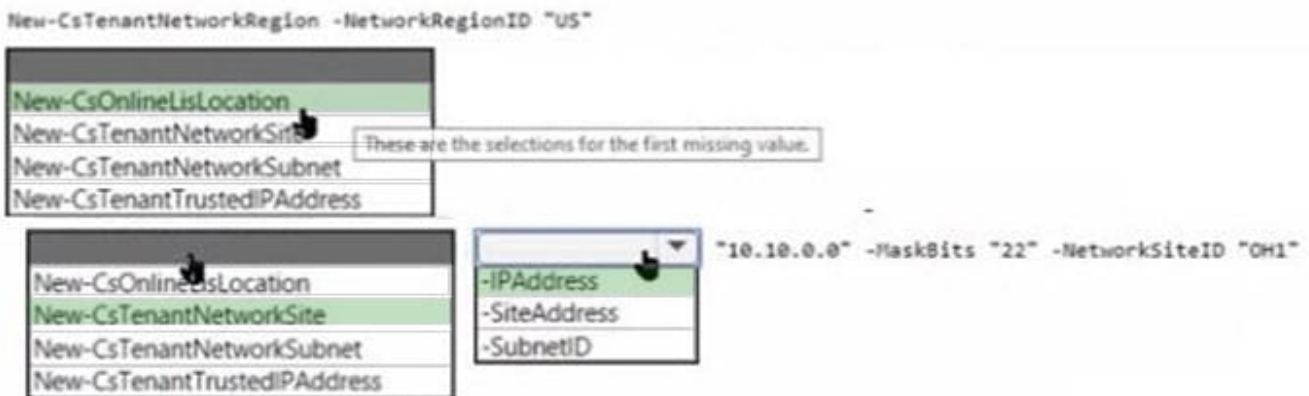 New-CsTenantNetworkRegion -NetworkRegionID "US"
New-CsOnlineLisLocation
New-CsTenantNetworkSite
These are the selections for the first missing value.
New-CsTenantNetworkSubnet
New-CsTenantTrustedIPAddress
"10.10.0.0" -MaskBits "22" -NetworkSiteID "OH1"
New-CsOnlineLisLocation
-IPAddress
New-CsTenantNetworkSite
-SiteAddress
New-CsTenantNetworkSubnet
-SubnetID
New-CsTenantTrustedIPAddress